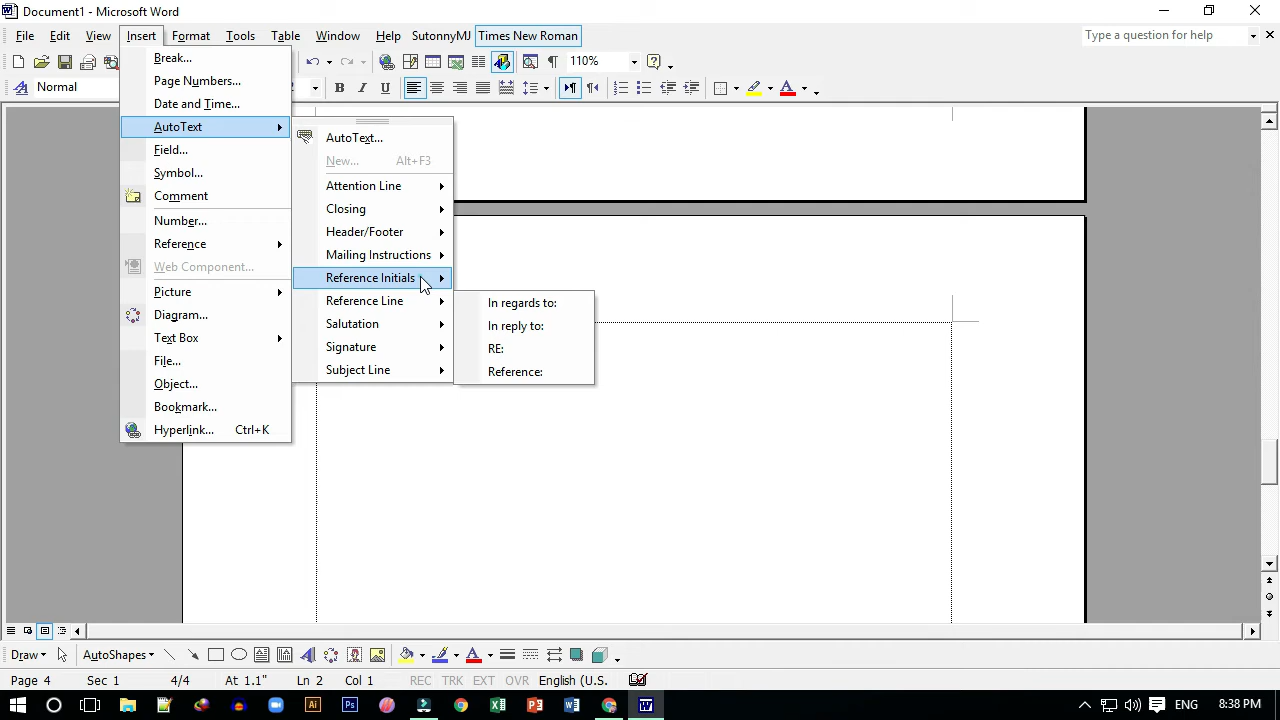 Document1 - Microsoft Word
File Edit View Insert Format Tools Table Window Help SutonnyMJ Times New Roman Type a question for help
110%
Normal
Break...
Page Numbers...
Date and Time...
AutoText
Field...
Symbol...
Comment
Number...
Reference
Web Component...
Picture
Diagram...
Text Box
File...
Object...
Bookmark...
Hyperlink... Ctrl+K
AutoText...
New... Alt+F3
Attention Line
Closing
Header/Footer
Mailing Instructions
Reference Initials
Reference Line
Salutation
Signature
Subject Line
In regards to:
In reply to:
RE:
Reference:
Draw AutoShapes
Page 4 Sec 1 4/4 At 1.1" Ln 2 Col 1 REC TRK EXT OVR English (U.S.
ENG 8:38 PM